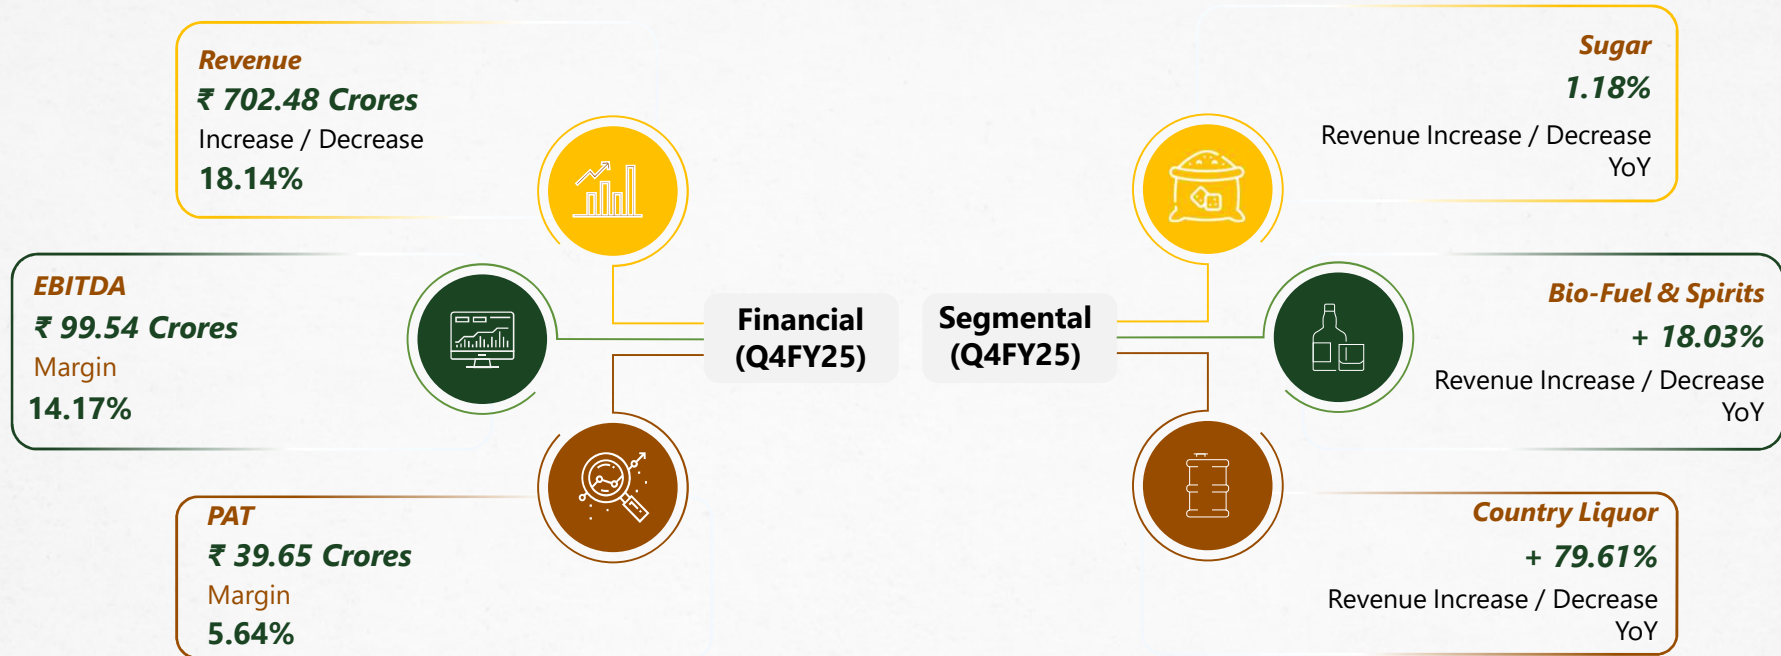 Revenue
₹ 702.48 Crores
Increase / Decrease
18.14%
EBITDA
₹ 99.54 Crores
Margin
14.17%
PAT
₹ 39.65 Crores
Margin
5.64%
Financial
(Q4FY25)
Segmental
(Q4FY25)
Sugar
1.18%
Revenue Increase / Decrease
YoY
Bio-Fuel & Spirits
+ 18.03%
Revenue Increase / Decrease
YoY
Country Liquor
+ 79.61%
Revenue Increase / Decrease
YoY